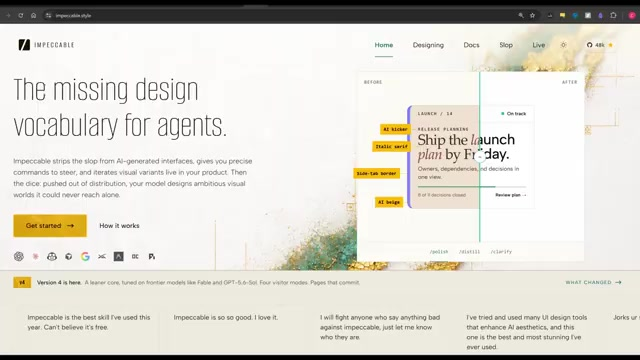 impeccable.style
IMPECCABLE
Home
Designing
Docs
Slop
Live
48k
The missing design
vocabulary for agents.
Impeccable strips the slop from AI-generated interfaces, gives you precise
commands to steer, and iterates visual variants live in your product. Then
the dice: pushed out of distribution, your model designs ambitious visual
worlds it could never reach alone.
Get started →
How it works
BEFORE
AFTER
LAUNCH / 14
On track
AI kicker
RELEASE PLANNING
Italic serif
Ship the launch
plan by Friday.
Side-tab border
Owners, dependencies, and decisions in
one view.
AI beige
Review plan →
/polish
/distill
/clarify
v4
Version 4 is here. A leaner core, tuned on frontier models like Fable and GPT-5.6-Sol. Four visitor modes. Pages that commit.
WHAT CHANGED →
Impeccable is the best skill I've used this
year. Can't believe it's free.
Impeccable is so so good. I love it.
I will fight anyone who say anything bad
against impeccable, just let me know
who they are.
I've tried and used many UI design tools
that enhance AI aesthetics, and this
one is the best and most stunning I've
ever used.
Jorks ur